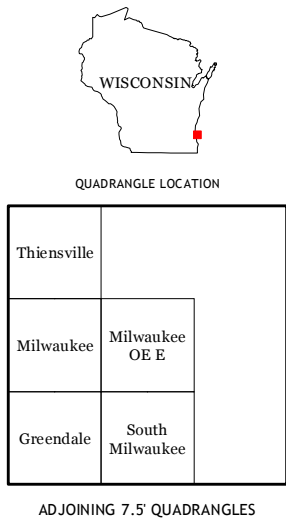 WISCONSIN
QUADRANGLE LOCATION
Thiensville
Milwaukee
Milwaukee
OE E
Greendale
South
Milwaukee
ADJOINING 7.5' QUADRANGLES